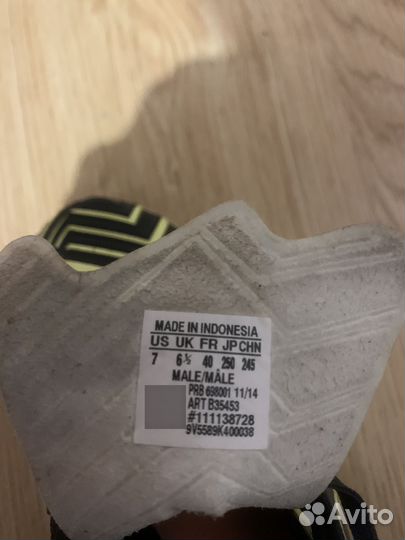 MADE IN INDONESIA
US UK FR JP CHN
7 6½ 40 250 245
MALE/MÂLE
PRB 698001 11/14
ART B35453
#111138728
9V5589K400038
Avito